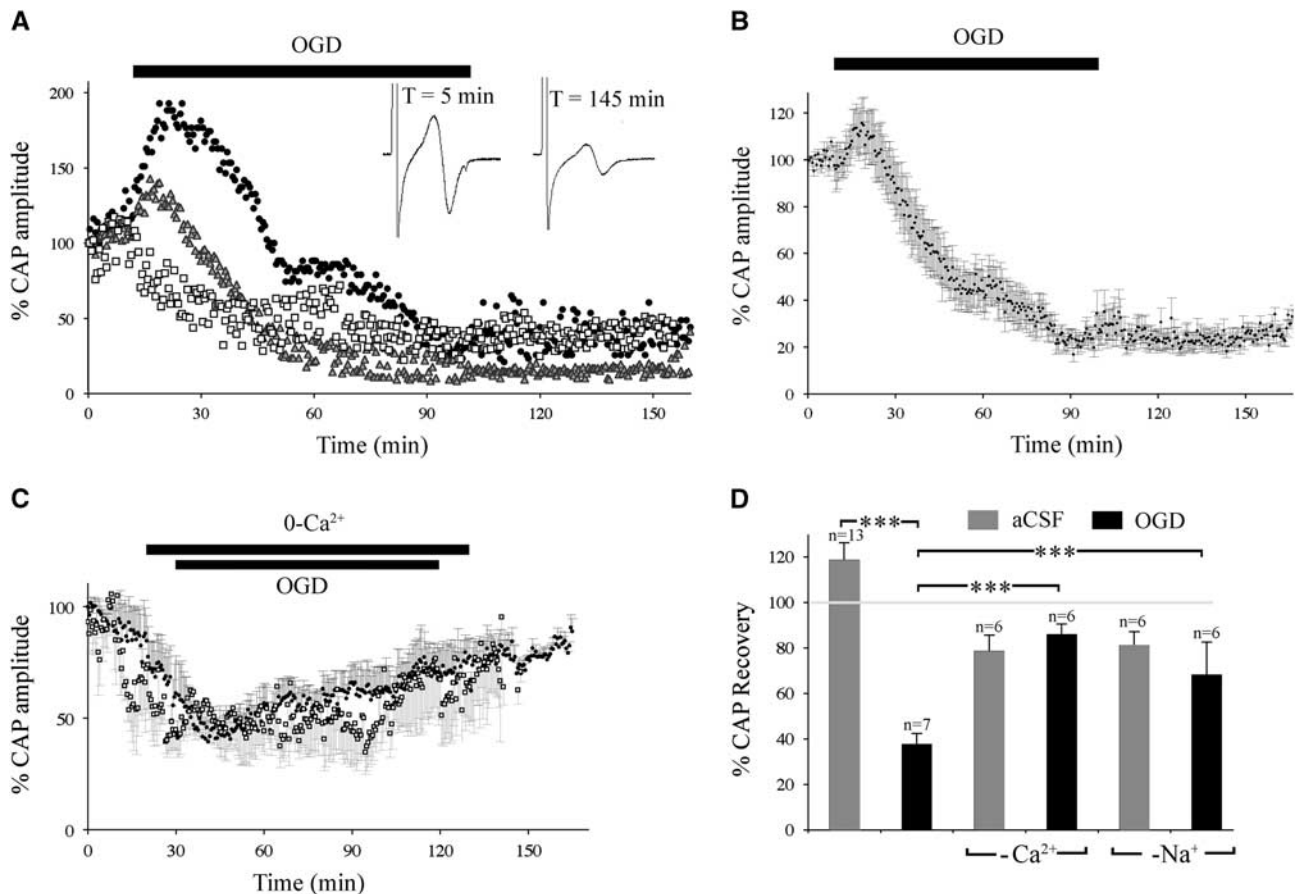 A
OGD
T = 5 min
T = 145 min
200
150
100
50
0
% CAP amplitude
0 30 60 90 120 150
Time (min)
B
OGD
120
100
80
60
40
20
0
% CAP amplitude
0 30 60 90 120 150
Time (min)
C
0-Ca²⁺
OGD
100
50
0
% CAP amplitude
0 30 60 90 120 150
Time (min)
D
aCSF OGD
***
***
***
n=13
n=7
n=6
n=6
n=6
n=6
120
100
80
60
40
20
0
% CAP Recovery
-Ca²⁺
-Na⁺